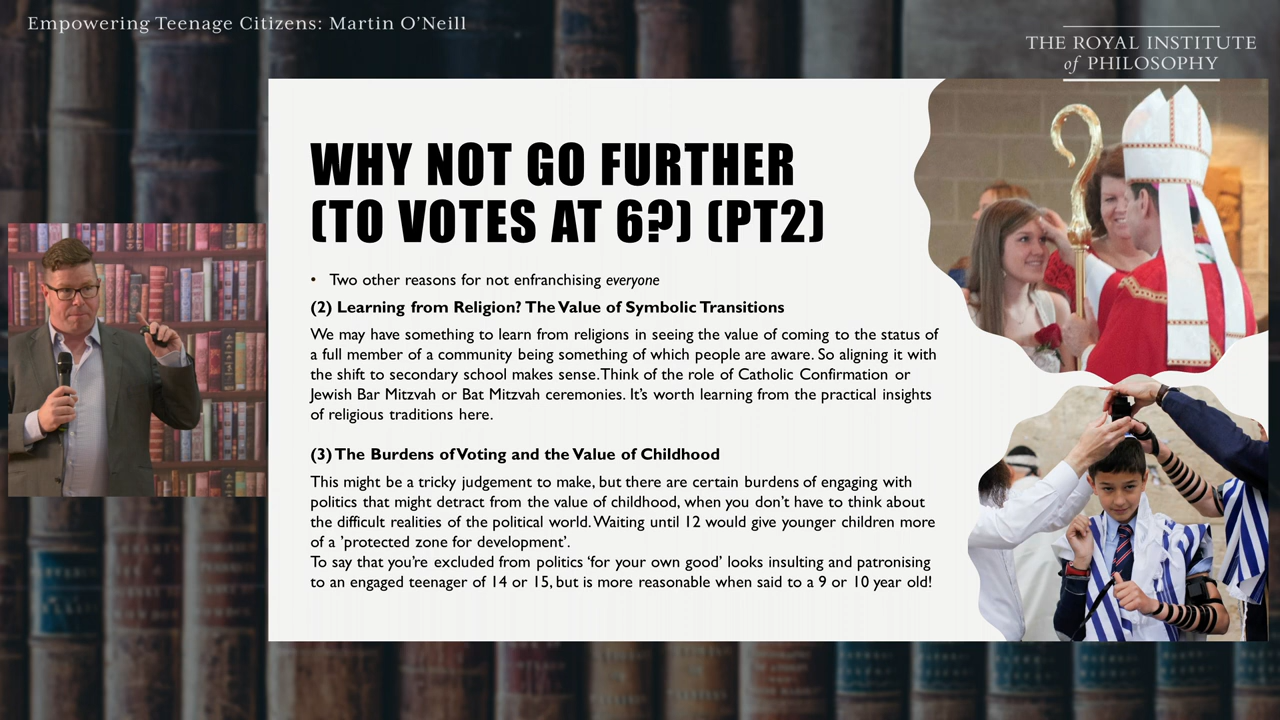 Empowering Teenage Citizens: Martin O'Neill
THE ROYAL INSTITUTE
of PHILOSOPHY
WHY NOT GO FURTHER
(TO VOTES AT 6?) (PT2)
• Two other reasons for not enfranchising everyone
(2) Learning from Religion? The Value of Symbolic Transitions
We may have something to learn from religions in seeing the value of coming to the status of
a full member of a community being something of which people are aware. So aligning it with
the shift to secondary school makes sense. Think of the role of Catholic Confirmation or
Jewish Bar Mitzvah or Bat Mitzvah ceremonies. It's worth learning from the practical insights
of religious traditions here.
(3) The Burdens of Voting and the Value of Childhood
This might be a tricky judgement to make, but there are certain burdens of engaging with
politics that might detract from the value of childhood, when you don't have to think about
the difficult realities of the political world. Waiting until 12 would give younger children more
of a 'protected zone for development'.
To say that you're excluded from politics 'for your own good' looks insulting and patronising
to an engaged teenager of 14 or 15, but is more reasonable when said to a 9 or 10 year old!